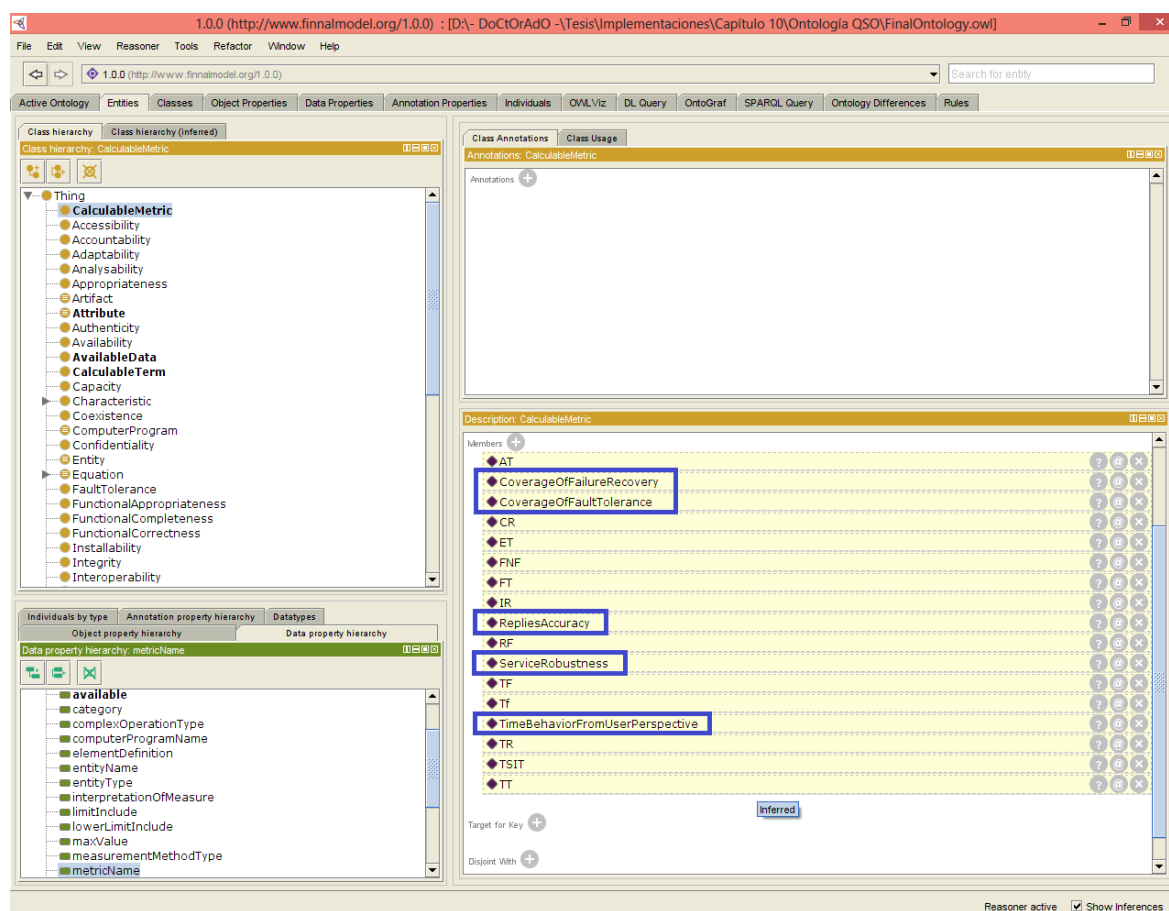 1.0.0 (http://www.finnalmodel.org/1.0.0) : [D:\- DoCtOrAdO -\Tesis\Implementaciones\Capítulo 10\Ontología QSO\FinalOntology.owl]
File Edit View Reasoner Tools Refactor Window Help
1.0.0 (http://www.finnalmodel.org/1.0.0)
Search for entity
Active Ontology Entities Classes Object Properties Data Properties Annotation Properties Individuals OWLViz DL Query OntoGraf SPARQL Query Ontology Differences Rules
Class hierarchy Class hierarchy (inferred)
Class hierarchy: CalculableMetric
Thing
CalculableMetric
Accessibility
Accountability
Adaptability
Analysability
Appropriateness
Artifact
Attribute
Authenticity
Availability
AvailableData
CalculableTerm
Capacity
Characteristic
Coexistence
ComputerProgram
Confidentiality
Entity
Equation
FaultTolerance
FunctionalAppropriateness
FunctionalCompleteness
FunctionalCorrectness
Installability
Integrity
Interoperability
Individuals by type Annotation property hierarchy Datatypes
Object property hierarchy Data property hierarchy
Data property hierarchy: metricName
available
category
complexOperationType
computerProgramName
elementDefinition
entityName
entityType
interpretationOfMeasure
limitInclude
lowerLimitInclude
maxValue
measurementMethodType
metricName
Class Annotations Class Usage
Annotations: CalculableMetric
Annotations
Description: CalculableMetric
Members
AT
CoverageOfFailureRecovery
CoverageOfFaultTolerance
CR
ET
FNF
FT
IR
RepliesAccuracy
RF
ServiceRobustness
TF
Tf
TimeBehaviorFromUserPerspective
TR
TSIT
TT
Inferred
Target for Key
Disjoint With
Reasoner active Show Inferences